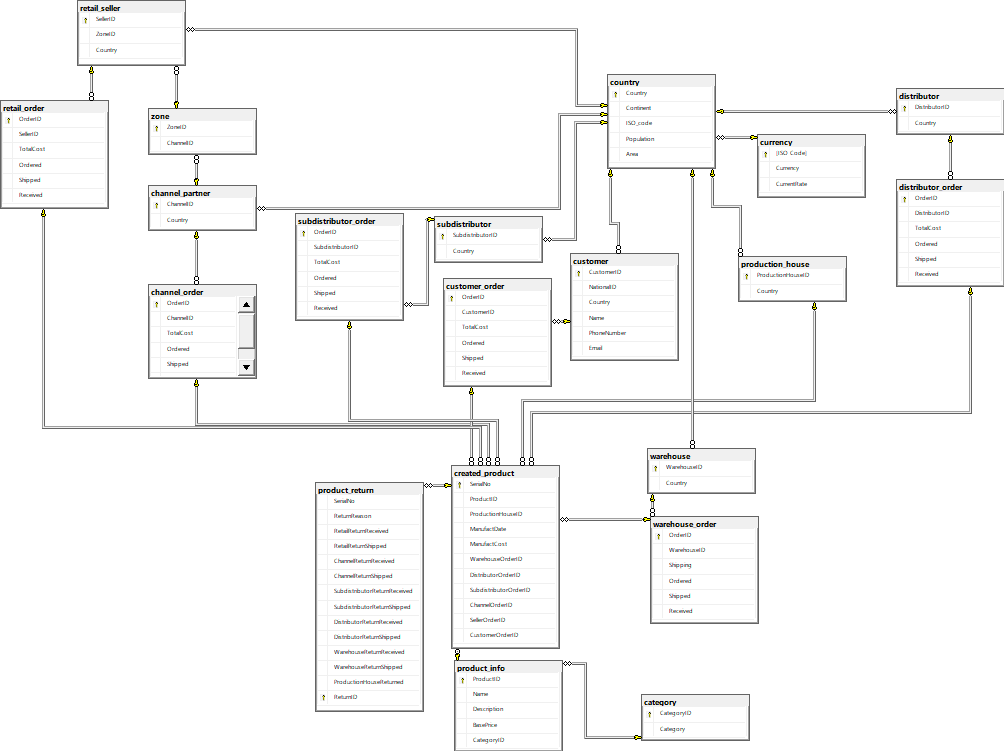 retail_seller
SellerID
ZoneID
Country
retail_order
OrderID
SellerID
TotalCost
Ordered
Shipped
Received
zone
ZoneID
ChannelID
channel_partner
ChannelID
Country
channel_order
OrderID
ChannelID
TotalCost
Ordered
Shipped
subdistributor_order
OrderID
SubdistributorID
TotalCost
Ordered
Shipped
Received
subdistributor
SubdistributorID
Country
customer_order
OrderID
CustomerID
TotalCost
Ordered
Shipped
Received
customer
CustomerID
NationalID
Country
Name
PhoneNumber
Email
country
Country
Continent
ISO_code
Population
Area
currency
[ISO Code]
Currency
CurrentRate
distributor
DistributorID
Country
distributor_order
OrderID
DistributorID
TotalCost
Ordered
Shipped
Received
production_house
ProductionHouseID
Country
product_return
SerialNo
ReturnReason
RetailReturnReceived
RetailReturnShipped
ChannelReturnReceived
ChannelReturnShipped
SubdistributorReturnReceived
SubdistributorReturnShipped
DistributorReturnReceived
DistributorReturnShipped
WarehouseReturnReceived
WarehouseReturnShipped
ProductionHouseReturned
ReturnID
created_product
SerialNo
ProductID
ProductionHouseID
ManufactDate
ManufactCost
WarehouseOrderID
DistributorOrderID
SubdistributorOrderID
ChannelOrderID
SellerOrderID
CustomerOrderID
warehouse
WarehouseID
Country
warehouse_order
OrderID
WarehouseID
Shipping
Ordered
Shipped
Received
product_info
ProductID
Name
Description
BasePrice
CategoryID
category
CategoryID
Category